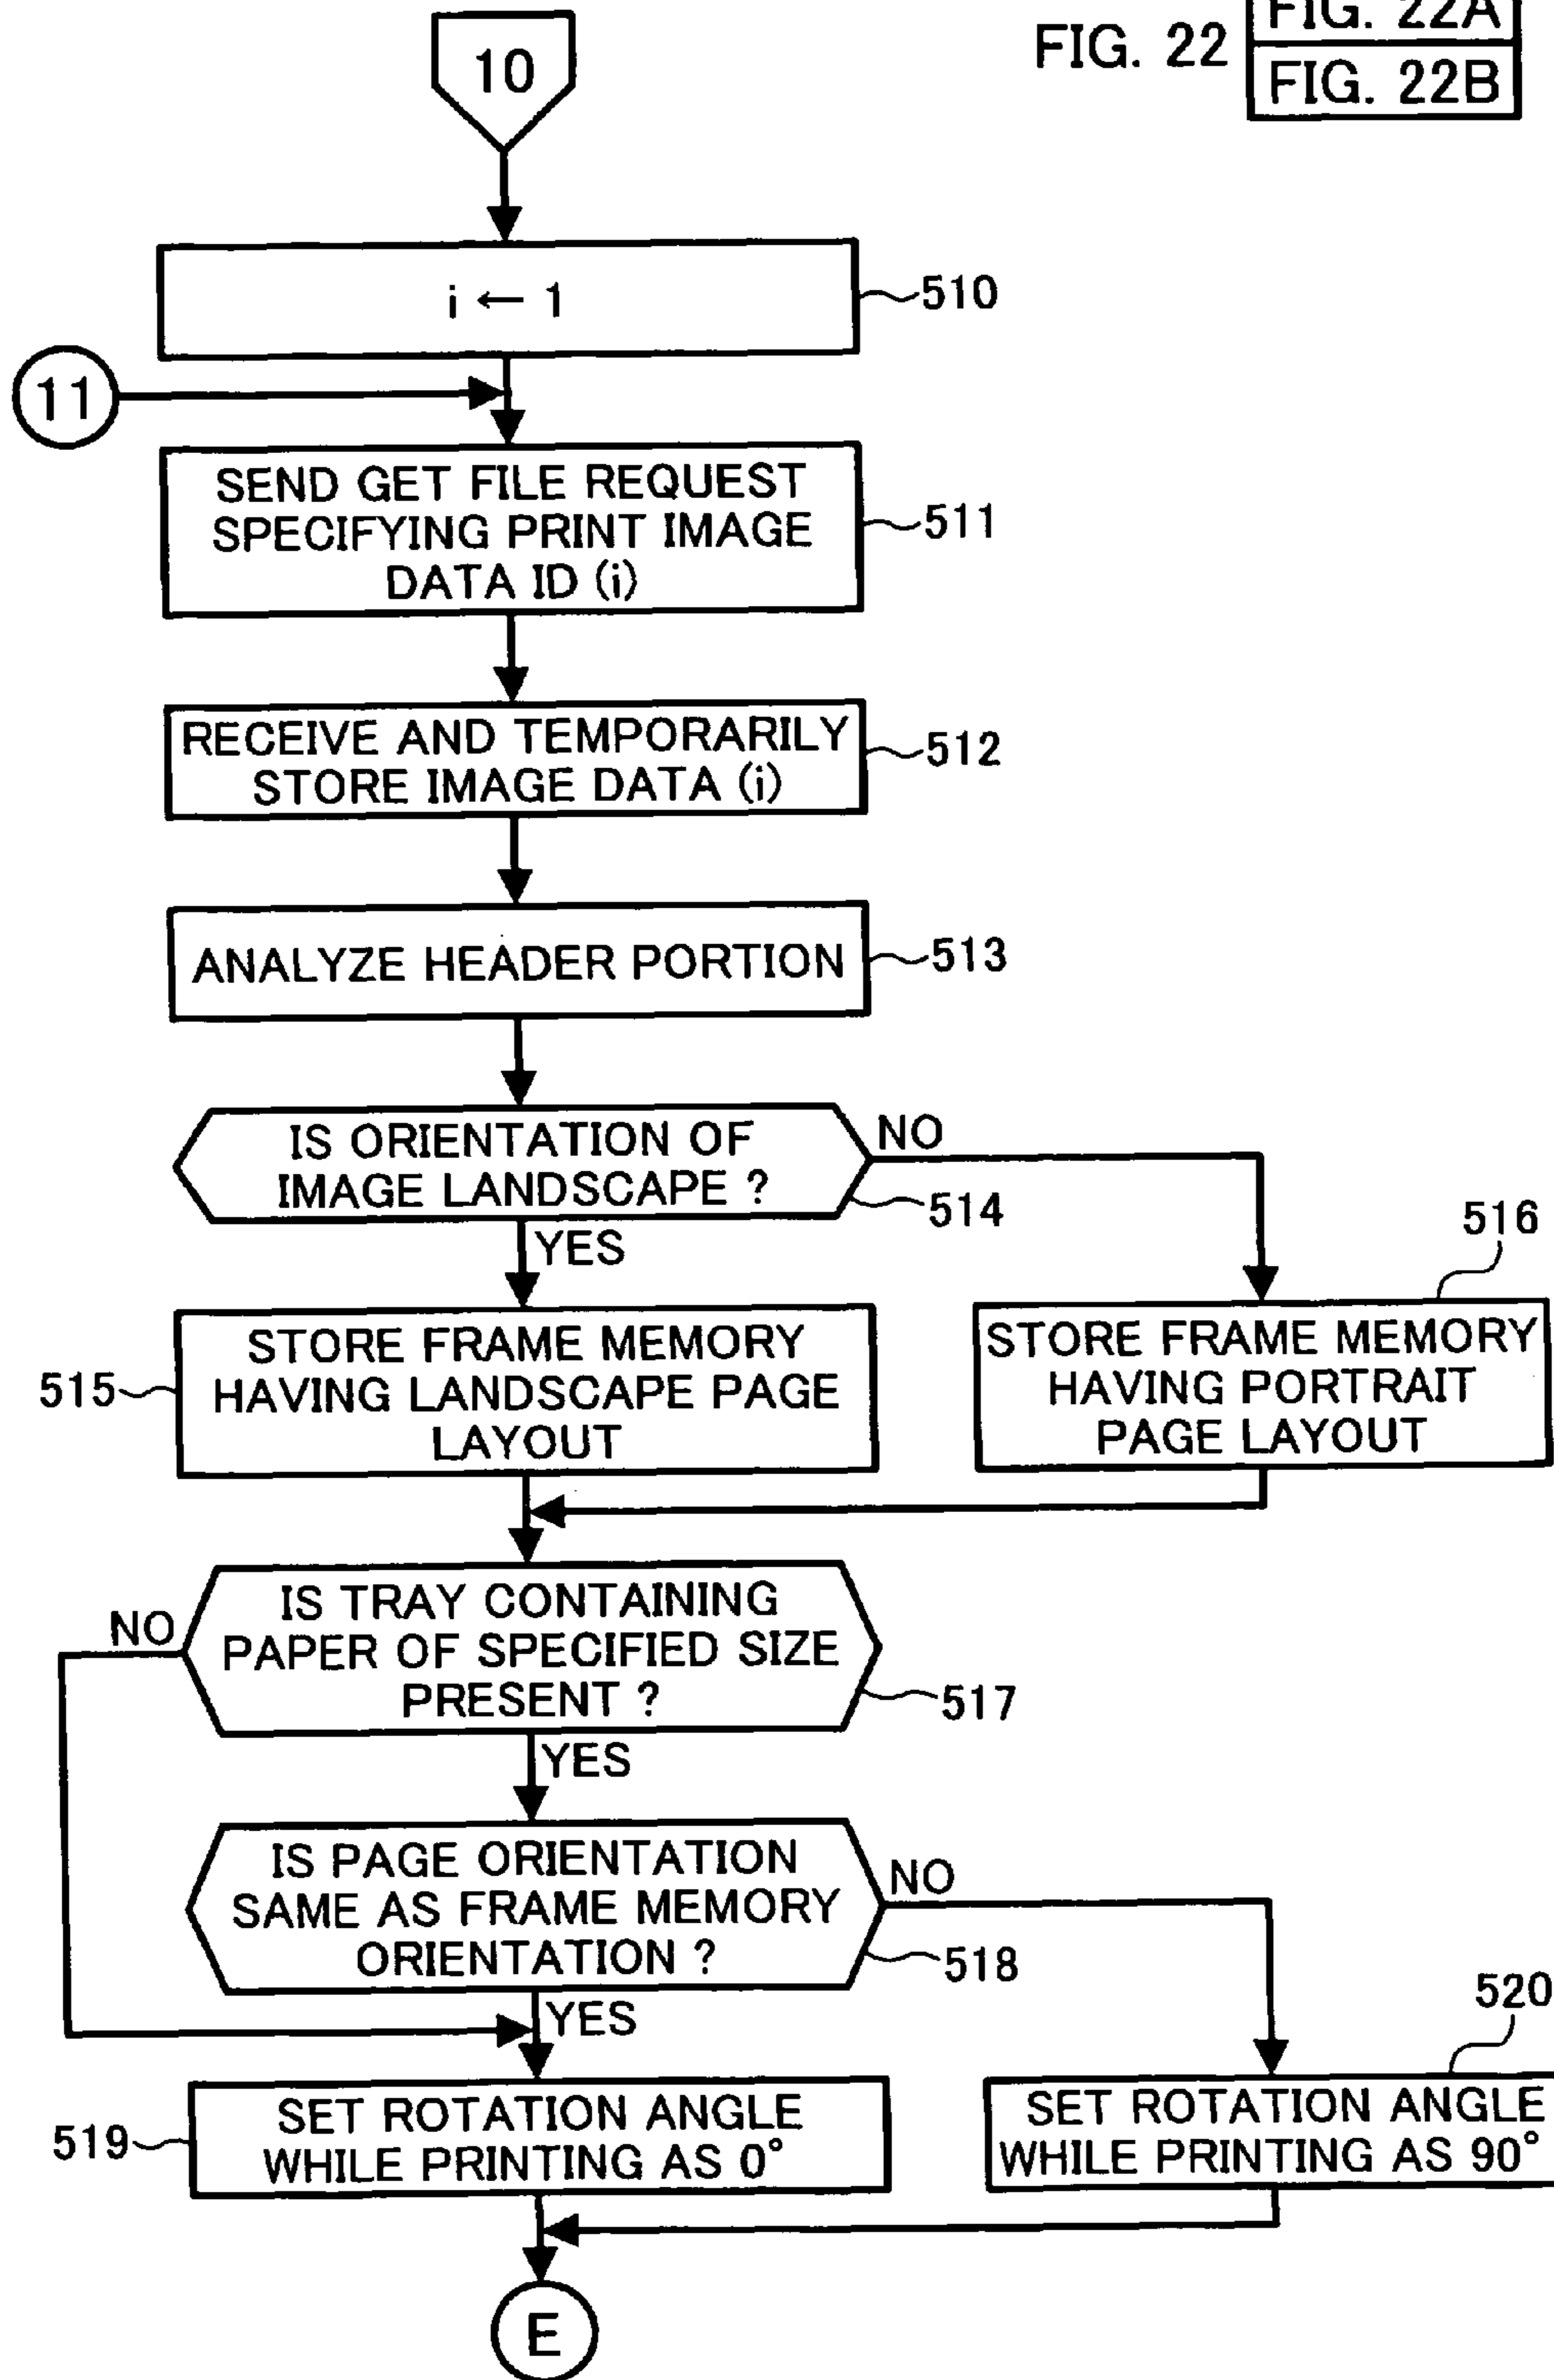 FIG. 22
FIG. 22A
FIG. 22B
10
i ← 1
510
11
SEND GET FILE REQUEST
SPECIFYING PRINT IMAGE
DATA ID (i)
511
RECEIVE AND TEMPORARILY
STORE IMAGE DATA (i)
512
ANALYZE HEADER PORTION
513
IS ORIENTATION OF
IMAGE LANDSCAPE ?
NO
514
YES
516
515
STORE FRAME MEMORY
HAVING LANDSCAPE PAGE
LAYOUT
STORE FRAME MEMORY
HAVING PORTRAIT
PAGE LAYOUT
NO
IS TRAY CONTAINING
PAPER OF SPECIFIED SIZE
PRESENT ?
517
YES
IS PAGE ORIENTATION
SAME AS FRAME MEMORY
ORIENTATION ?
NO
518
YES
520
519
SET ROTATION ANGLE
WHILE PRINTING AS 0°
SET ROTATION ANGLE
WHILE PRINTING AS 90°
E